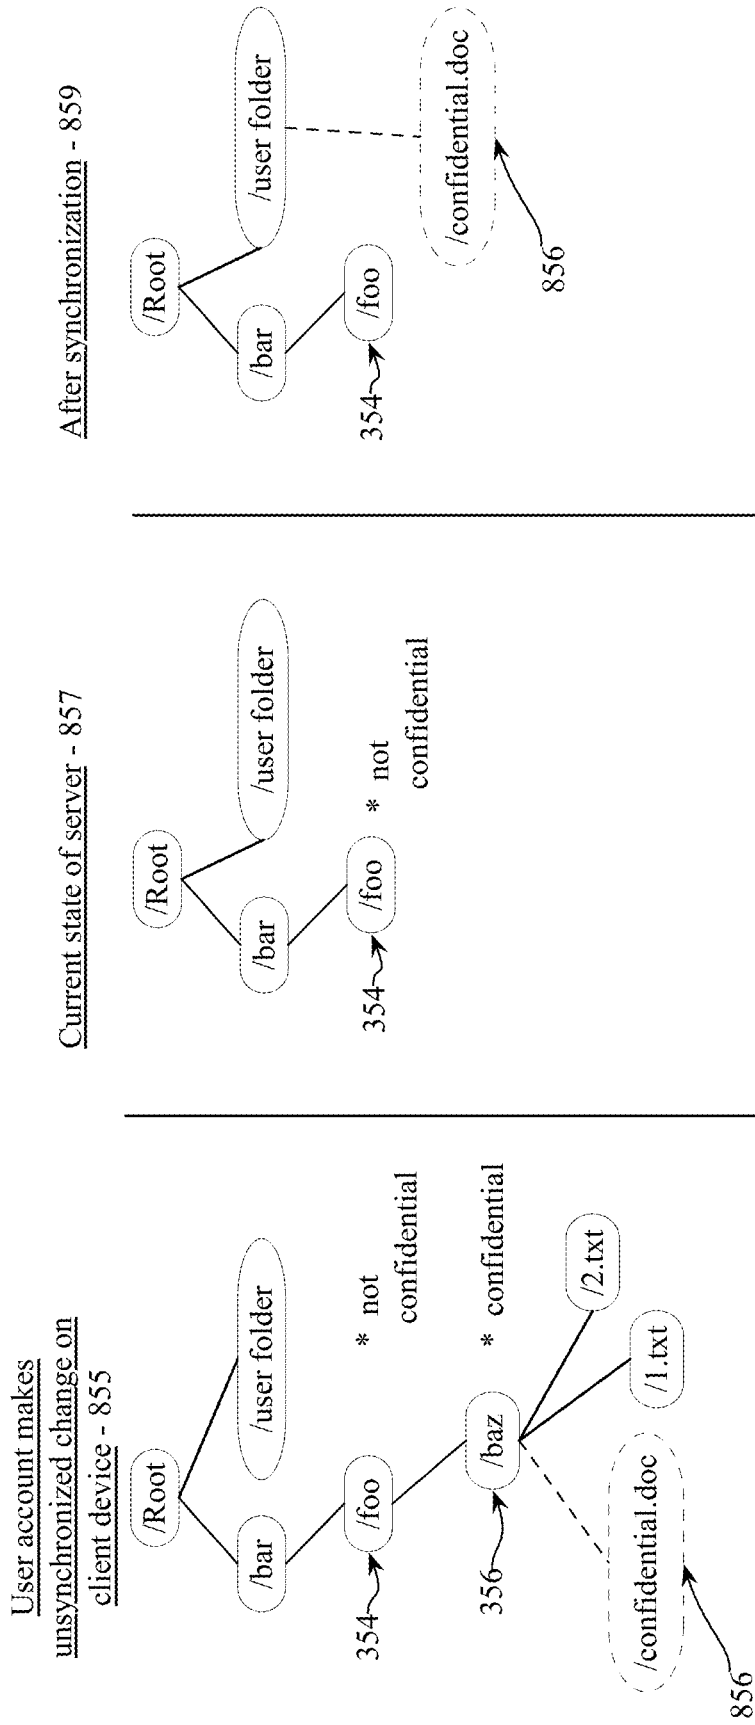 User account makes
unsynchronized change on
client device - 855
/Root
/bar
/user folder
354
/foo
* not
confidential
356
/baz
* confidential
/confidential.doc
/1.txt
/2.txt
856
Current state of server - 857
/Root
/bar
/user folder
354
/foo
* not
confidential
After synchronization - 859
/Root
/bar
/user folder
354
/foo
/confidential.doc
856